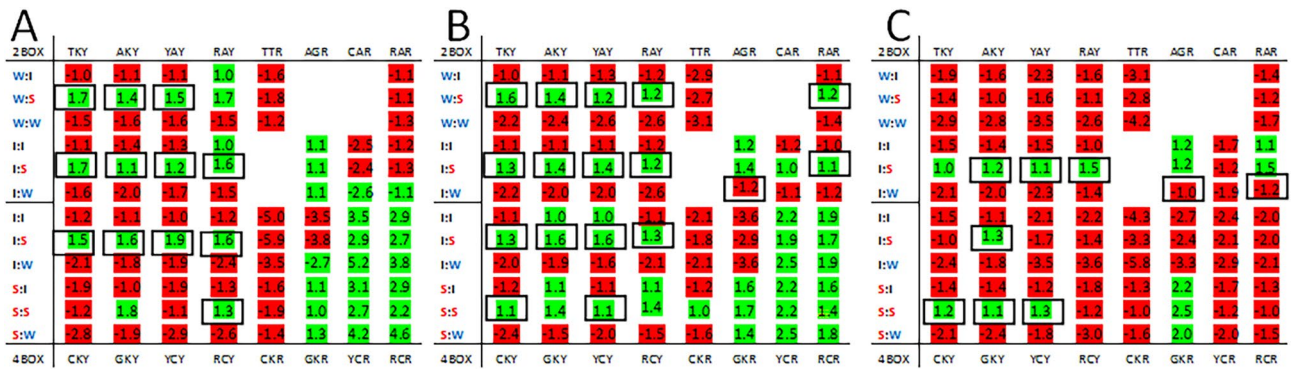 A B C
2BOX TKY AKY YAY RAY TTR AGR CAR RAR 2BOX TKY AKY YAY RAY TTR AGR CAR RAR 2BOX TKY AKY YAY RAY TTR AGR CAR RAR
W:I -1.0 -1.1 -1.1 1.0 -1.6 -1.1 W:I -1.0 -1.1 -1.3 -1.2 -2.9 -1.1 W:I -1.9 -1.6 -2.3 -1.6 -3.1 -1.4
W:S 1.7 1.4 1.5 1.7 -1.8 -1.1 W:S 1.6 1.4 1.2 1.2 -2.7 1.2 W:S -1.4 -1.0 -1.6 -1.1 -2.8 -1.2
W:W -1.5 -1.6 -1.6 -1.5 -1.2 -1.3 W:W -2.2 -2.4 -2.6 -2.6 -3.1 -1.4 W:W -2.9 -2.8 -3.5 -2.6 -4.2 -1.7
I:I -1.1 -1.4 -1.3 1.0 1.1 -2.5 -1.2 I:I -1.1 -1.1 -1.1 -1.2 1.2 -1.2 -1.0 I:I -1.5 -1.1 -1.5 -1.1 1.2 -1.7 1.1
I:S 1.7 1.1 1.2 1.6 1.1 -2.4 -1.3 I:S 1.3 1.4 1.4 1.2 1.4 1.0 1.1 I:S 1.0 1.2 1.1 1.5 1.2 -1.2 1.5
I:W -1.6 -2.0 -1.7 -1.5 1.1 -2.6 -1.1 I:W -2.2 -2.0 -2.0 -2.6 -1.2 -1.1 -1.1 I:W -2.1 -2.0 -2.3 -1.4 -1.0 -1.9 -1.2
I:I -1.2 -1.1 -1.0 -1.2 -5.0 -3.5 3.5 2.9 I:I -1.1 1.0 1.0 -1.1 -2.1 -3.6 2.2 1.9 I:I -1.5 -1.1 -2.1 -2.2 -4.3 -2.7 -2.4 -2.0
I:S 1.5 1.6 1.9 1.6 -5.9 -3.8 2.9 2.7 I:S 1.3 1.6 1.6 1.3 -1.8 -2.9 1.9 1.7 I:S -1.0 1.3 -1.7 -1.4 -3.3 -2.4 -2.1 -2.0
I:W -2.1 -1.8 -1.9 -2.4 -3.5 -2.7 5.2 3.8 I:W -2.0 -1.9 -1.6 -2.1 -2.1 -3.6 2.5 1.9 I:W -2.4 -1.8 -3.5 -3.6 -5.8 -3.3 -2.9 -2.1
S:I -1.9 -1.0 -1.9 -1.3 -1.6 1.1 3.1 2.9 S:I -1.2 1.1 -1.1 1.1 -1.2 1.6 2.2 1.6 S:I -1.3 -1.2 -1.3 -1.6 -1.3 2.2 -1.7 -1.3
S:S -1.2 1.8 -1.1 1.3 -1.9 1.0 2.7 2.2 S:S 1.1 1.4 1.1 1.4 1.0 1.7 2.2 1.4 S:S 1.2 1.1 1.3 -1.2 -1.0 2.5 -1.2 -1.0
S:W -2.8 -1.9 -2.9 -2.6 -1.4 1.3 4.2 4.6 S:W -2.4 -1.5 -2.0 -1.5 -1.6 1.4 2.5 1.8 S:W -2.1 -2.4 -1.8 -3.0 -1.6 2.0 -1.0 -1.5
4BOX CKY GKY YCY RCY CKR GKR YCR RCR 4BOX CKY GKY YCY RCY CKR GKR YCR RCR 4BOX CKY GKY YCY RCY CKR GKR YCR RCR